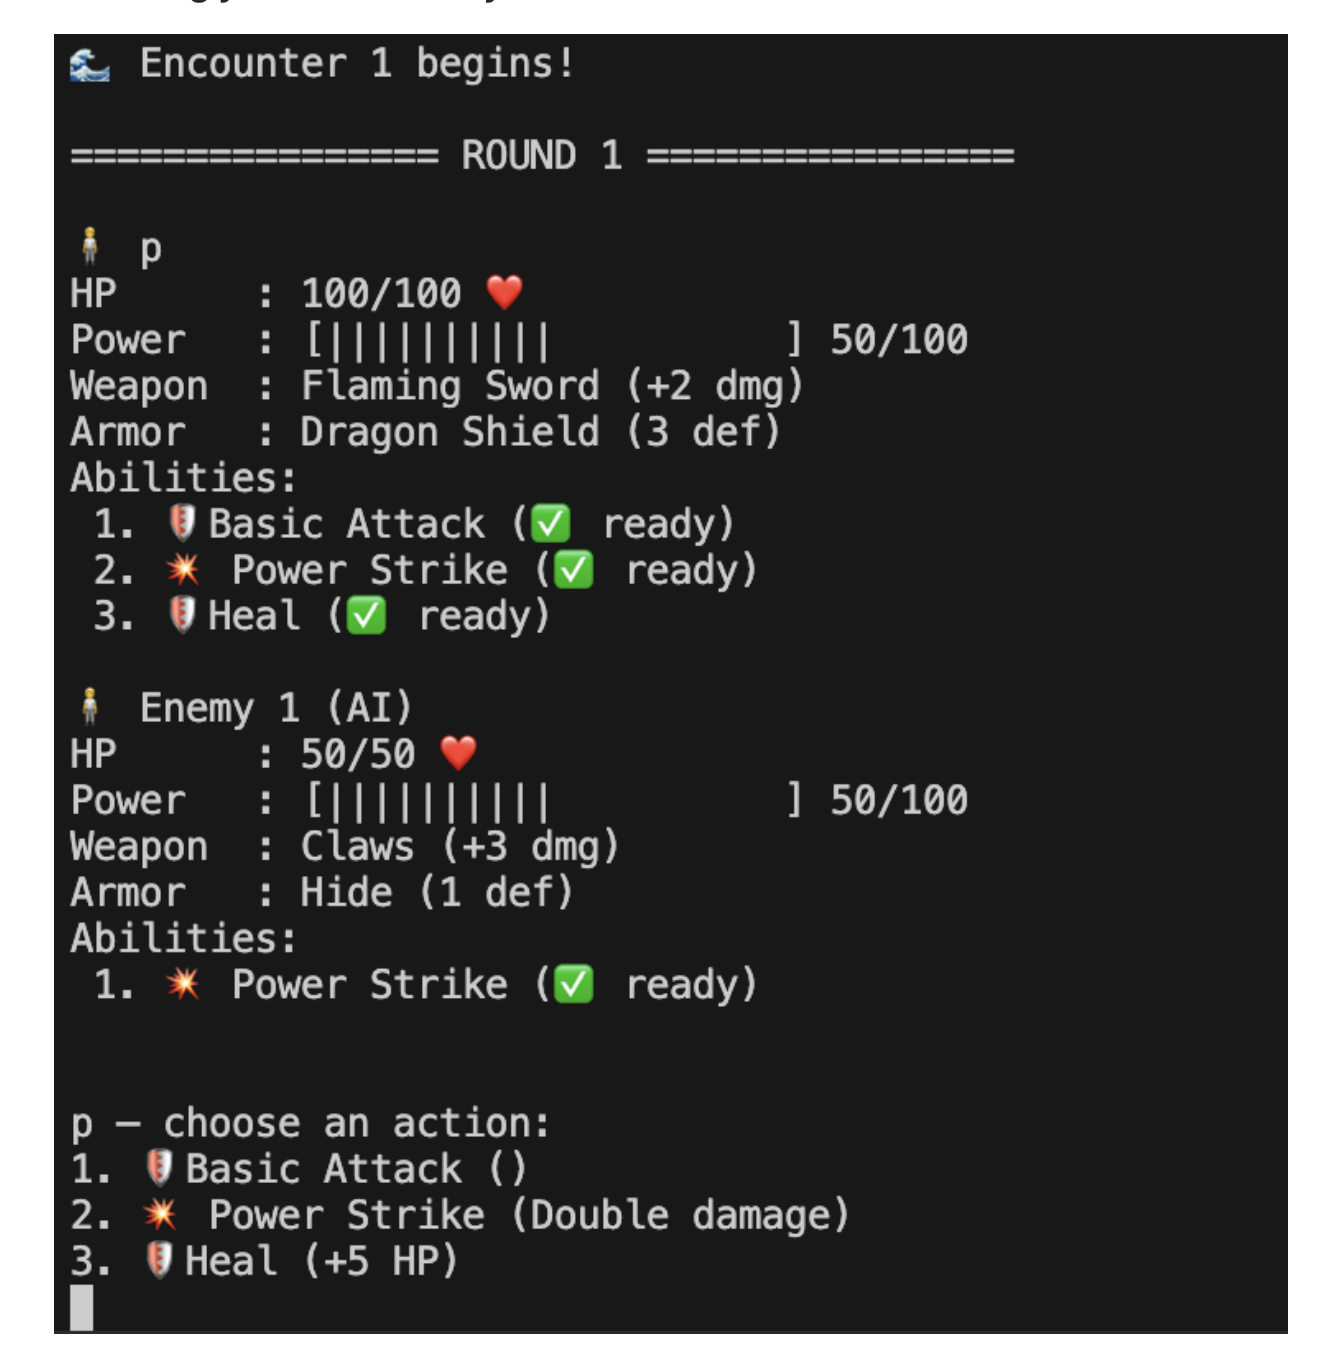 🌊 Encounter 1 begins!
================ ROUND 1 ================
🧍 p
HP      : 100/100 ❤️
Power   : [||||||||||          ] 50/100
Weapon  : Flaming Sword (+2 dmg)
Armor   : Dragon Shield (3 def)
Abilities:
 1. 🛡️Basic Attack (✅ ready)
 2. 💥 Power Strike (✅ ready)
 3. 🛡️Heal (✅ ready)
🧍 Enemy 1 (AI)
HP      : 50/50 ❤️
Power   : [||||||||||          ] 50/100
Weapon  : Claws (+3 dmg)
Armor   : Hide (1 def)
Abilities:
 1. 💥 Power Strike (✅ ready)
p — choose an action:
1. 🛡️Basic Attack ()
2. 💥 Power Strike (Double damage)
3. 🛡️Heal (+5 HP)